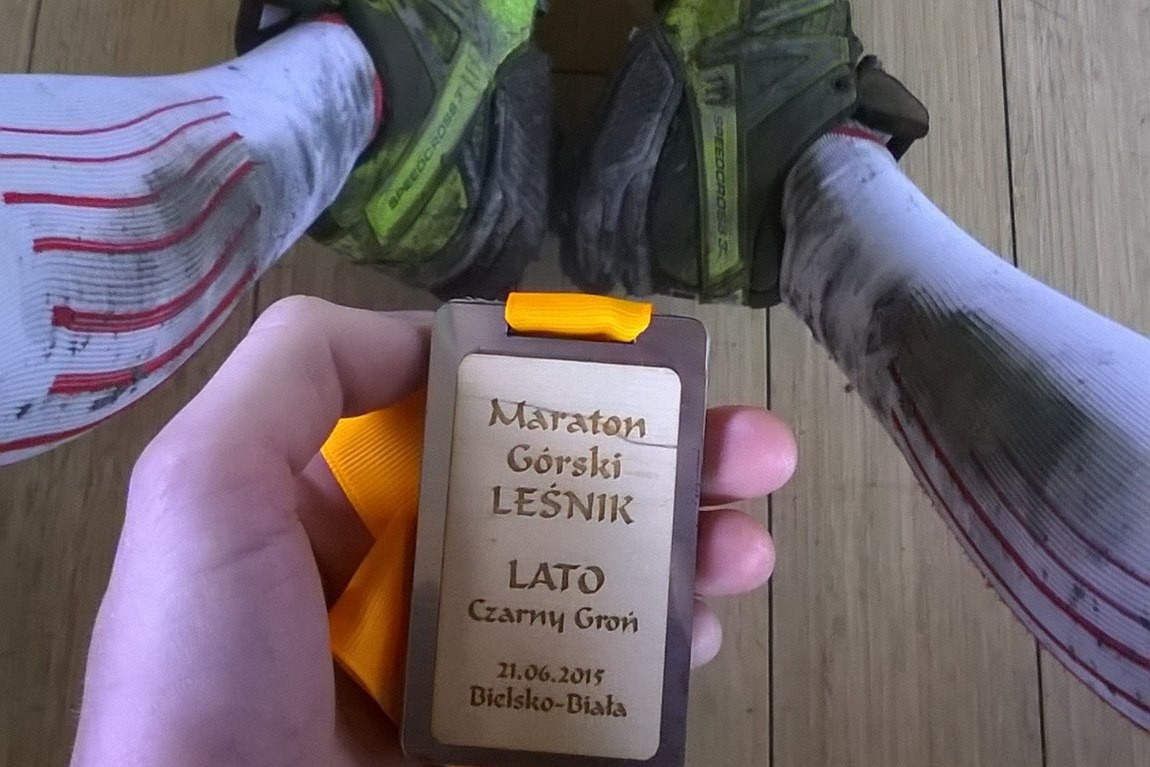 SPEEDCROSS 3
SPEEDCROSS 3
Maraton
Górski
LEŚNIK
LATO
Czarny Groń
21.06.2015
Bielsko-Biała